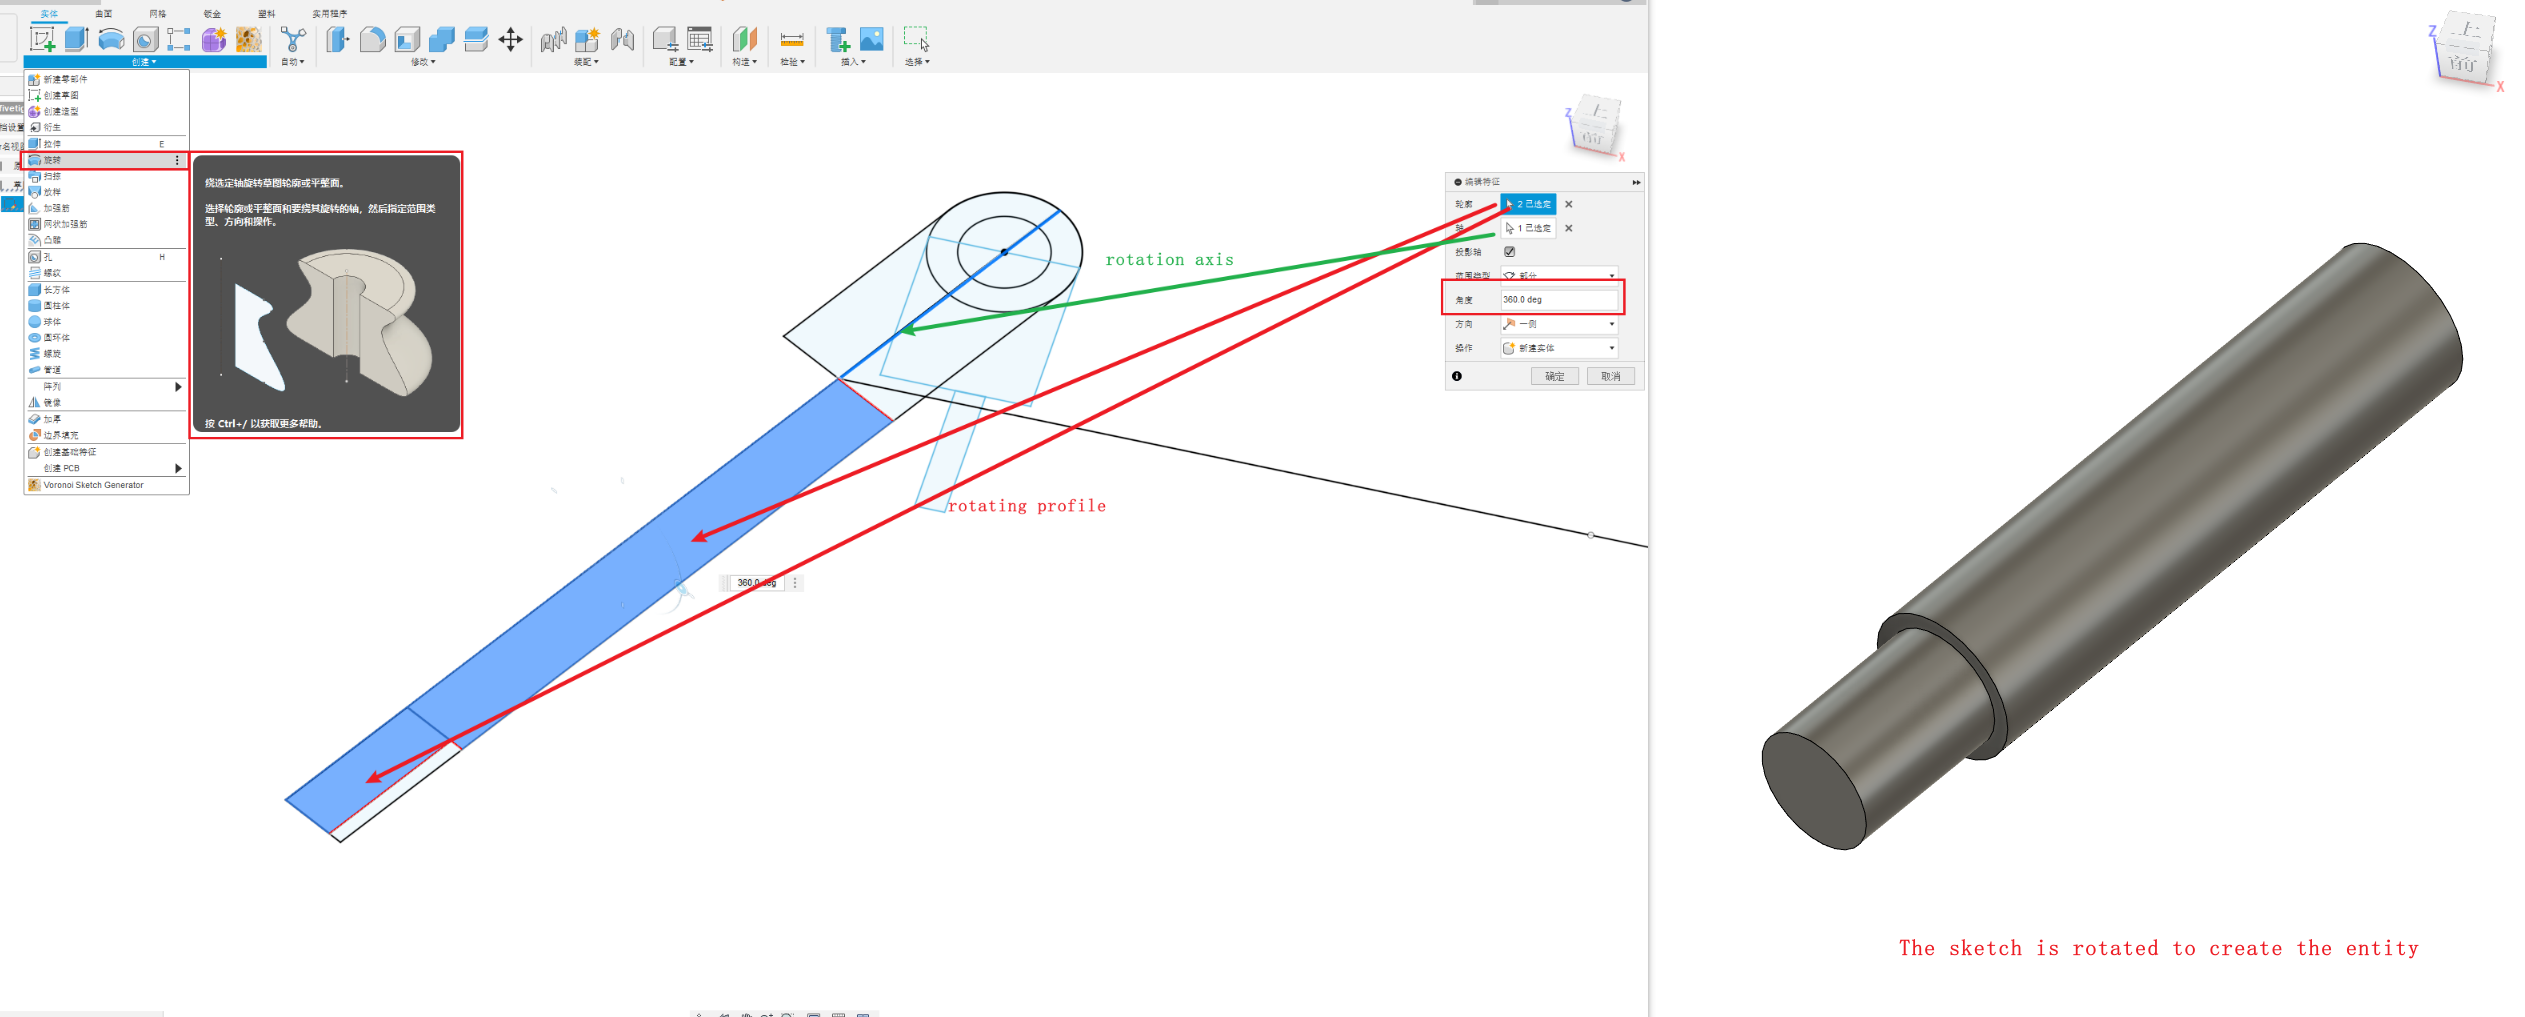 实体 曲面 网格 钣金 塑料 实用程序
创建▾ 自动▾ 修改▾ 装配▾ 配置▾ 构造▾ 检验▾ 插入▾ 选择▾
新建零部件
创建草图
创建造型
衍生
拉伸 E
旋转
扫掠
放样
加强筋
网状加强筋
凸雕
孔 H
螺纹
长方体
圆柱体
球体
圆环体
螺旋
管道
阵列
镜像
加厚
边界填充
创建基础特征
创建 PCB
Voronoi Sketch Generator
绕选定轴旋转草图轮廓或平整面。
选择轮廓或平整面和要绕其旋转的轴，然后指定范围类
型、方向和操作。
按 Ctrl+/ 以获取更多帮助。
rotation axis
rotating profile
360.0 deg
上
前
Z
X
编辑特征
轮廓 2 已选定
轴 1 已选定
投影轴
范围类型 部分
角度 360.0 deg
方向 一侧
操作 新建实体
确定 取消
上
前
Z
X
The sketch is rotated to create the entity